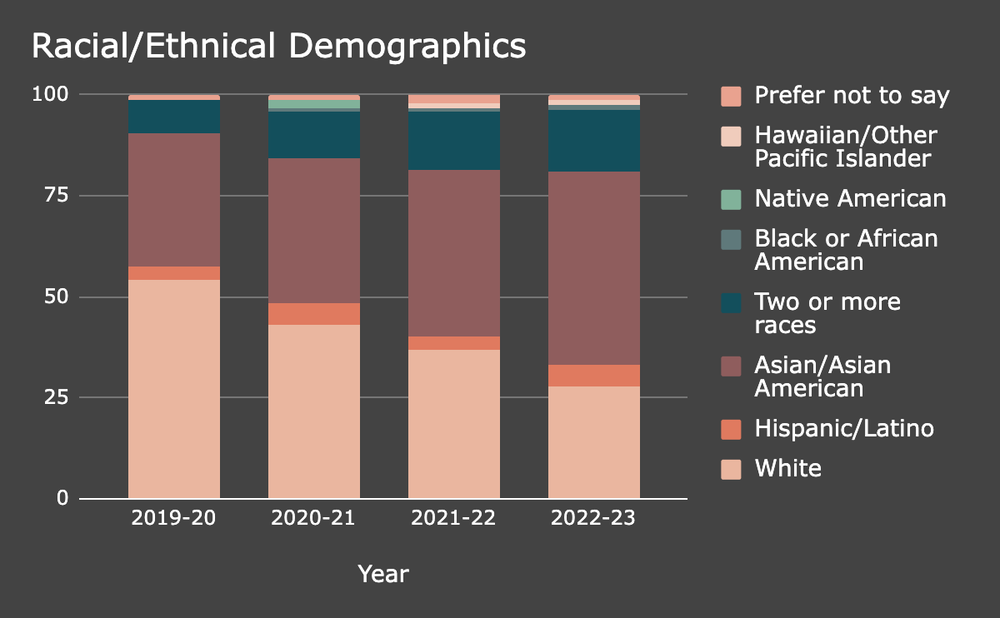 Racial/Ethnical Demographics
100
75
50
25
0
2019-20 2020-21 2021-22 2022-23
Year
Prefer not to say
Hawaiian/Other
Pacific Islander
Native American
Black or African
American
Two or more
races
Asian/Asian
American
Hispanic/Latino
White